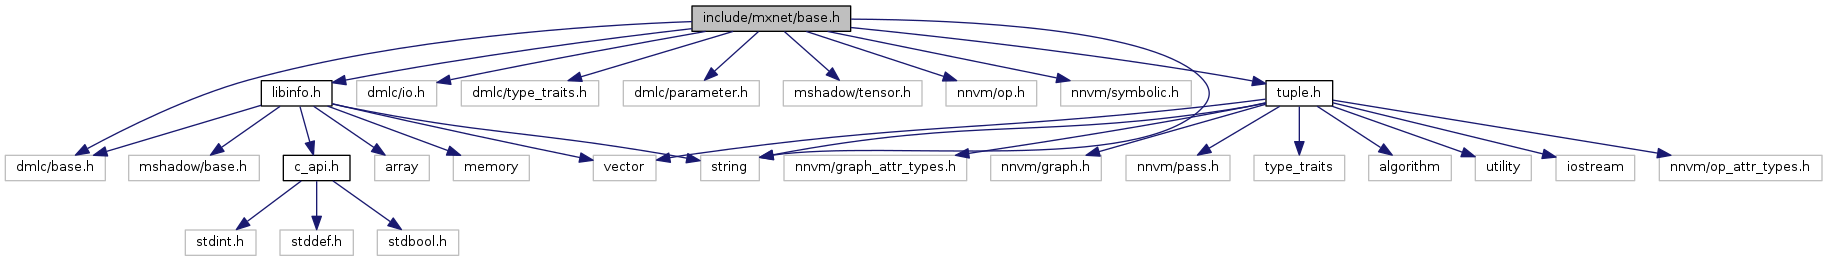 include/mxnet/base.h
libinfo.h
dmlc/io.h
dmlc/type_traits.h
dmlc/parameter.h
mshadow/tensor.h
nnvm/op.h
nnvm/symbolic.h
tuple.h
dmlc/base.h
mshadow/base.h
c_api.h
array
memory
vector
string
nnvm/graph_attr_types.h
nnvm/graph.h
nnvm/pass.h
type_traits
algorithm
utility
iostream
nnvm/op_attr_types.h
stdint.h
stddef.h
stdbool.h